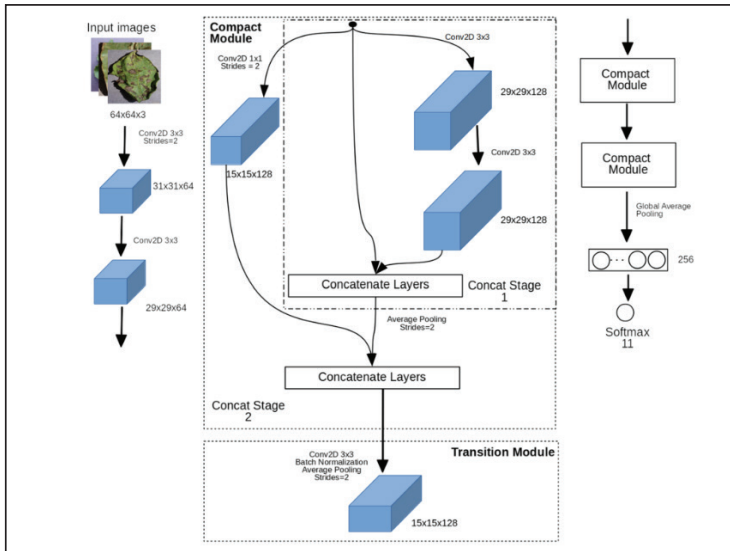 Input images
64x64x3
Conv2D 3x3
Strides=2
31x31x64
Conv2D 3x3
29x29x64
Compact
Module
Conv2D 1x1
Strides = 2
15x15x128
Conv2D 3x3
29x29x128
Conv2D 3x3
29x29x128
Concatenate Layers
Concat Stage
1
Average Pooling
Strides=2
Concatenate Layers
Concat Stage
2
Transition Module
Conv2D 3x3
Batch Normalization
Average Pooling
Strides=2
15x15x128
Compact
Module
Compact
Module
Global Average
Pooling
256
Softmax
11